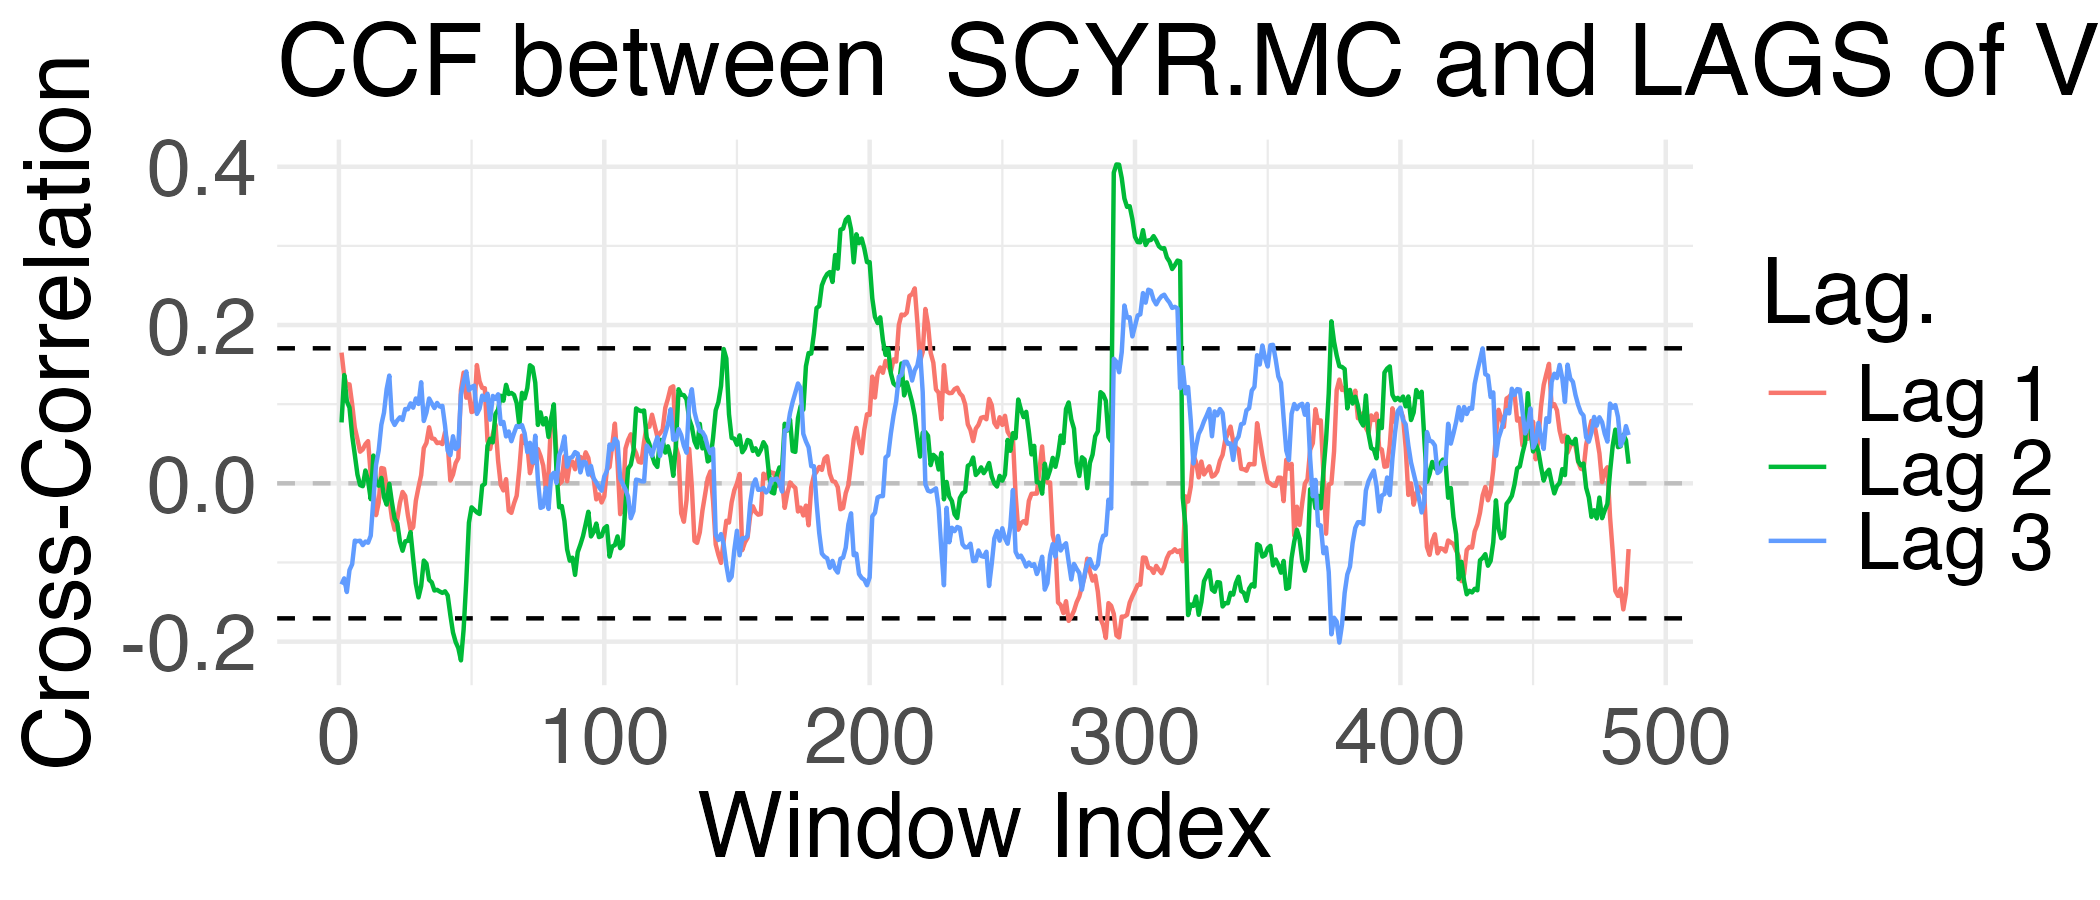 CCF between  SCYR.MC and LAGS of V
Cross-Correlation
0.4
0.2
0.0
-0.2
0
100
200
300
400
500
Window Index
Lag.
Lag 1
Lag 2
Lag 3